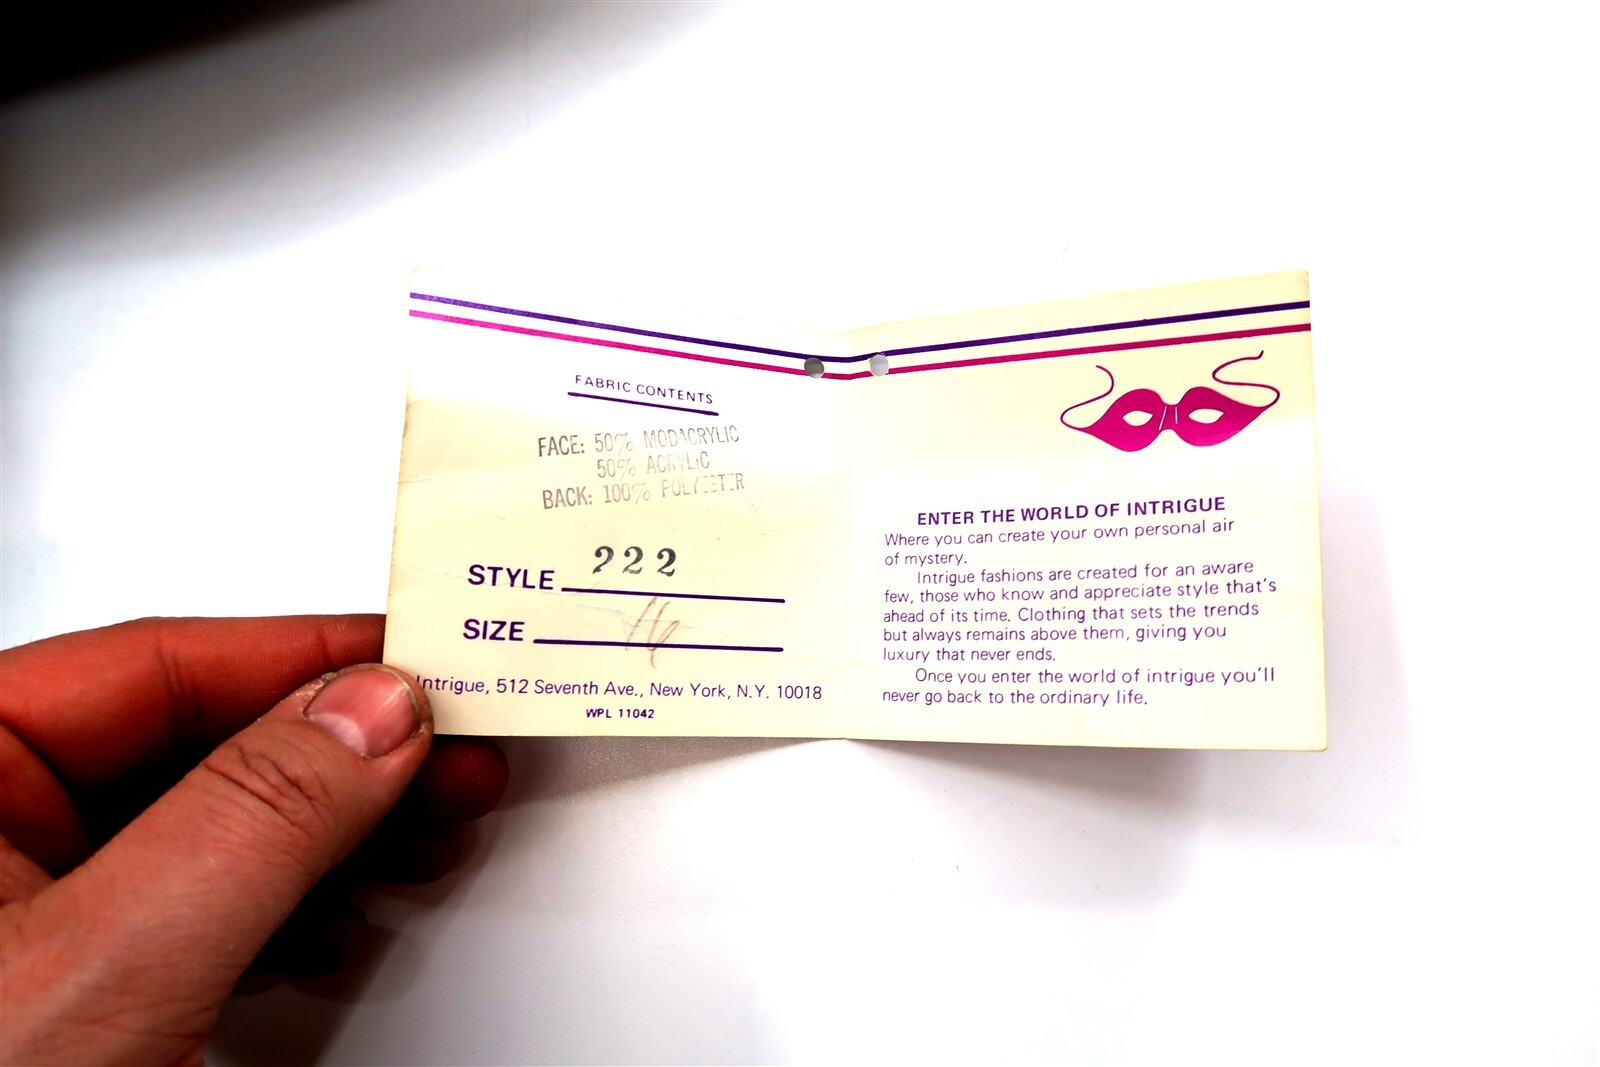 FABRIC CONTENTS
FACE: 50% MODACRYLIC
50% ACRYLIC
BACK: 100% POLYESTER
STYLE 222
SIZE 16
Intrigue, 512 Seventh Ave., New York, N.Y. 10018
WPL 11042
ENTER THE WORLD OF INTRIGUE
Where you can create your own personal air
of mystery.
Intrigue fashions are created for an aware
few, those who know and appreciate style that's
ahead of its time. Clothing that sets the trends
but always remains above them, giving you
luxury that never ends.
Once you enter the world of intrigue you'll
never go back to the ordinary life.